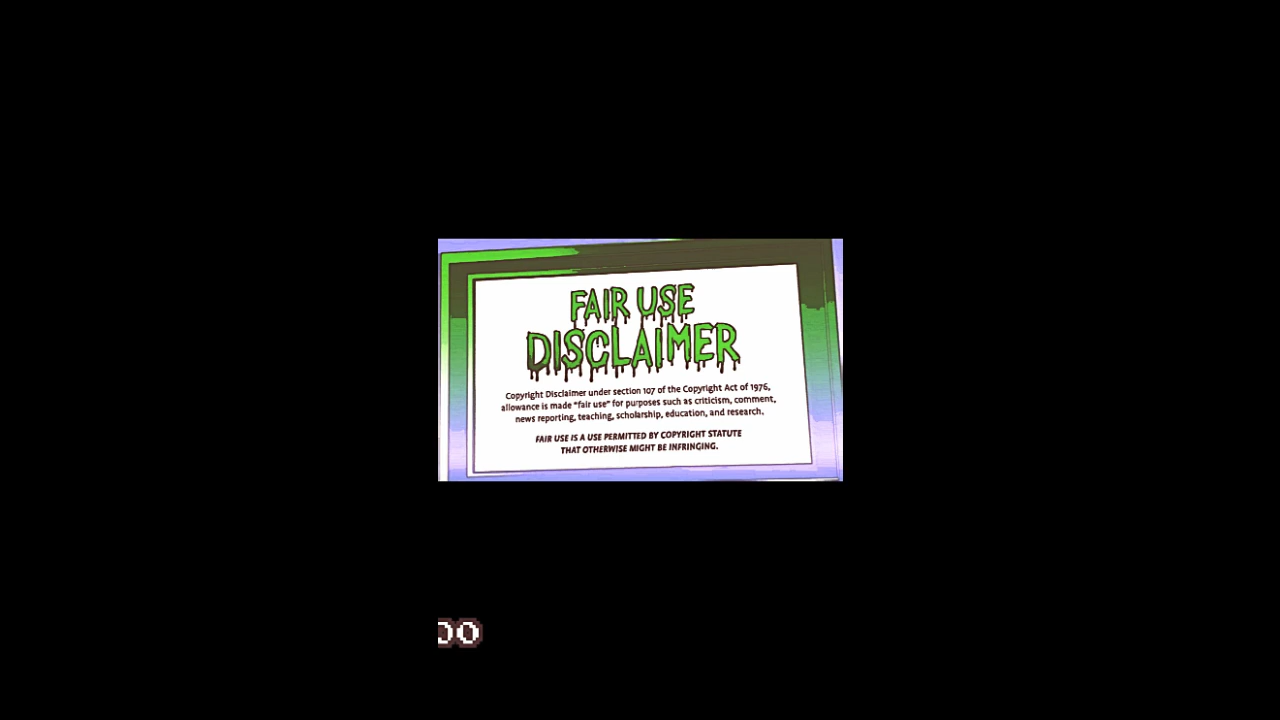 FAIR USE
DISCLAIMER
Copyright Disclaimer under section 107 of the Copyright Act of 1976,
allowance is made "fair use" for purposes such as criticism, comment,
news reporting, teaching, scholarship, education, and research.
FAIR USE IS A USE PERMITTED BY COPYRIGHT STATUTE
THAT OTHERWISE MIGHT BE INFRINGING.